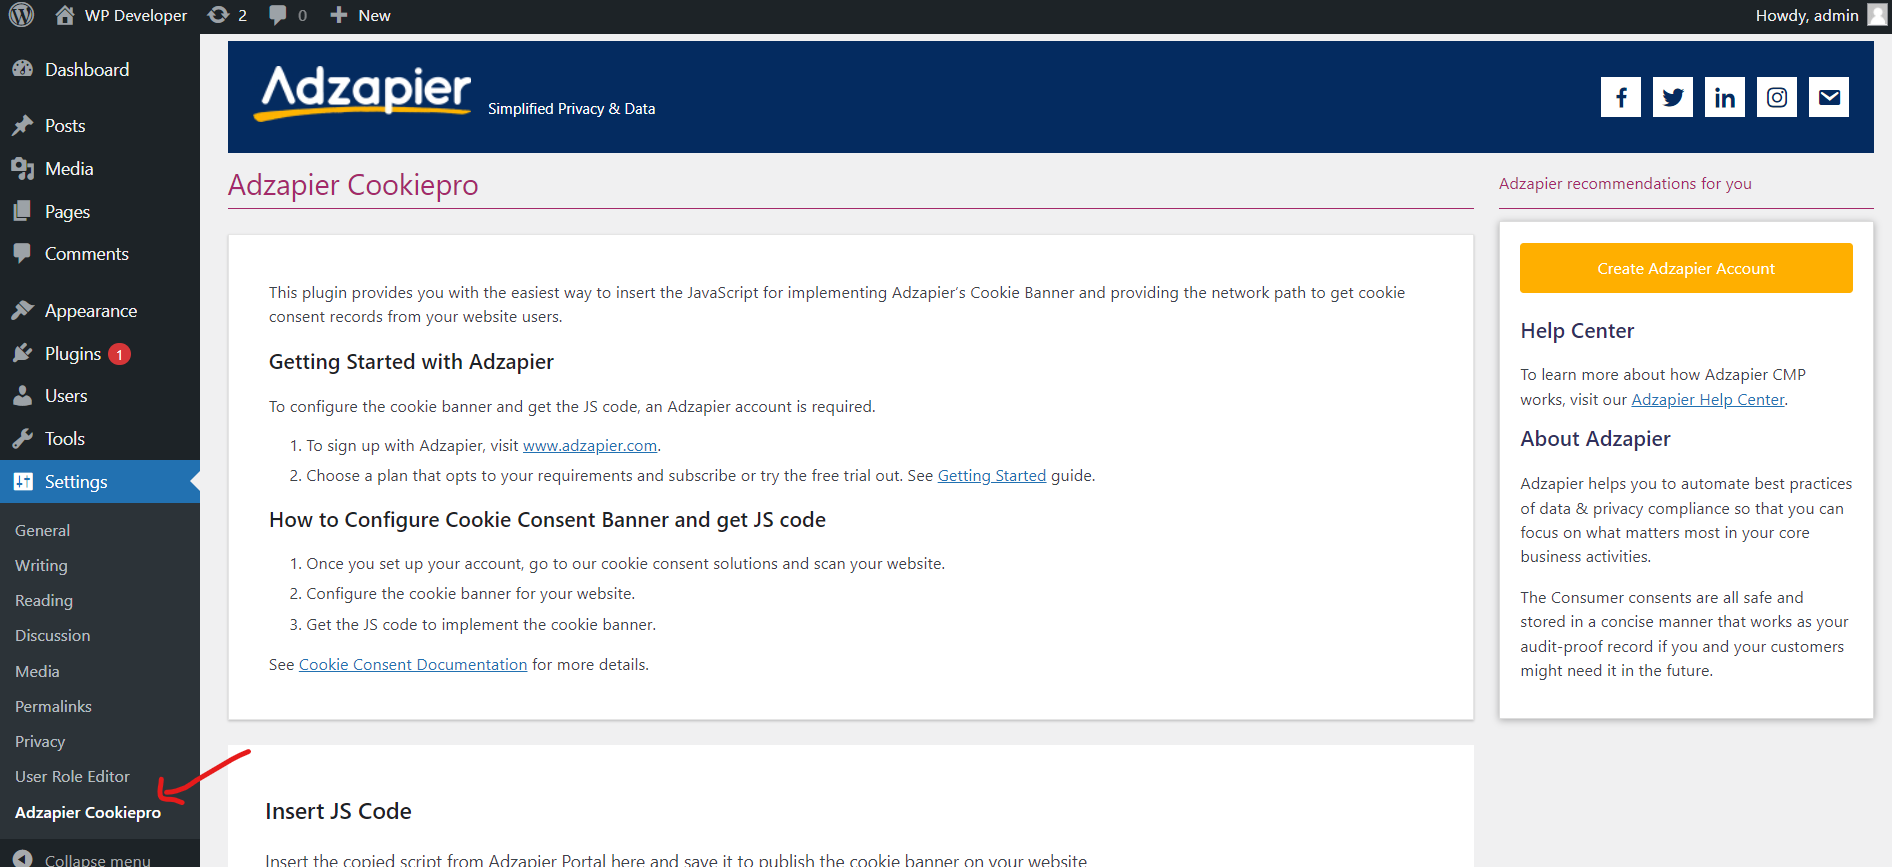 WP Developer 2 0 New Howdy, admin
Dashboard
Posts
Media
Pages
Comments
Appearance
Plugins 1
Users
Tools
Settings
General
Writing
Reading
Discussion
Media
Permalinks
Privacy
User Role Editor
Adzapier Cookiepro
Collapse menu
Adzapier Simplified Privacy & Data
Adzapier Cookiepro
This plugin provides you with the easiest way to insert the JavaScript for implementing Adzapier’s Cookie Banner and providing the network path to get cookie
consent records from your website users.
Getting Started with Adzapier
To configure the cookie banner and get the JS code, an Adzapier account is required.
1. To sign up with Adzapier, visit www.adzapier.com.
2. Choose a plan that opts to your requirements and subscribe or try the free trial out. See Getting Started guide.
How to Configure Cookie Consent Banner and get JS code
1. Once you set up your account, go to our cookie consent solutions and scan your website.
2. Configure the cookie banner for your website.
3. Get the JS code to implement the cookie banner.
See Cookie Consent Documentation for more details.
Insert JS Code
Insert the copied script from Adzapier Portal here and save it to publish the cookie banner on your website
Adzapier recommendations for you
Create Adzapier Account
Help Center
To learn more about how Adzapier CMP
works, visit our Adzapier Help Center.
About Adzapier
Adzapier helps you to automate best practices
of data & privacy compliance so that you can
focus on what matters most in your core
business activities.
The Consumer consents are all safe and
stored in a concise manner that works as your
audit-proof record if you and your customers
might need it in the future.